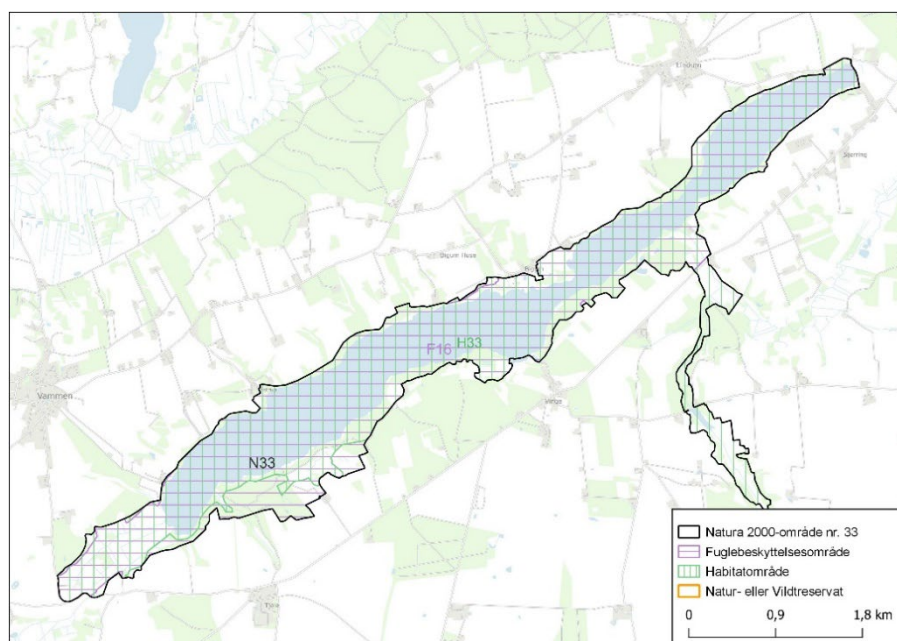 Vammen
F16 H33
N33
Natura 2000-område nr. 33
Fuglebeskyttelsesområde
Habitatområde
Natur- eller Vildtreservat
0 0,9 1,8 km